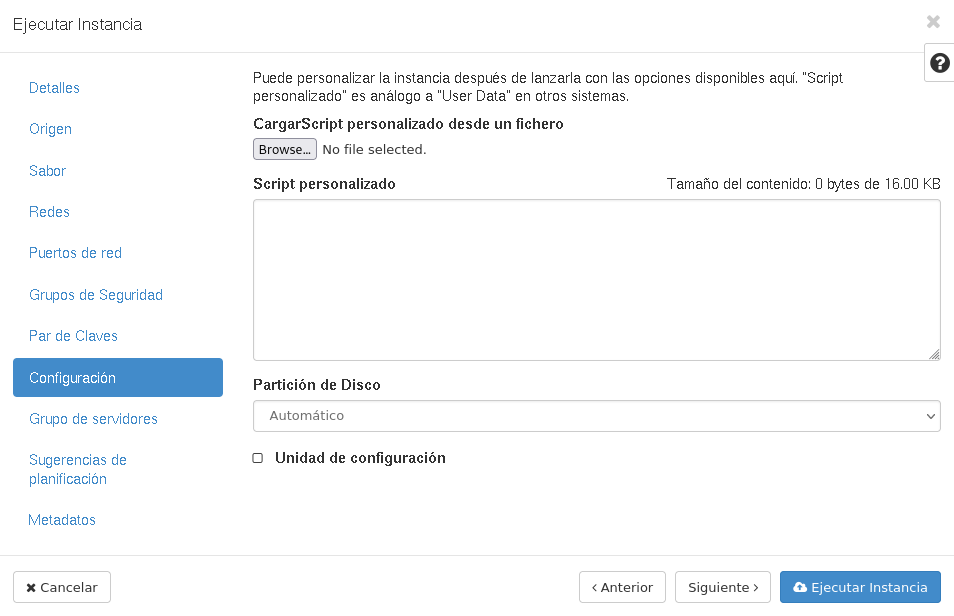 Ejecutar Instancia
Detalles
Origen
Sabor
Redes
Puertos de red
Grupos de Seguridad
Par de Claves
Configuración
Grupo de servidores
Sugerencias de
planificación
Metadatos
Puede personalizar la instancia después de lanzarla con las opciones disponibles aquí. "Script
personalizado" es análogo a "User Data" en otros sistemas.
CargarScript personalizado desde un fichero
Browse... No file selected.
Script personalizado Tamaño del contenido: 0 bytes de 16.00 KB
Partición de Disco
Automático
Unidad de configuración
Cancelar
Anterior
Siguiente
Ejecutar Instancia